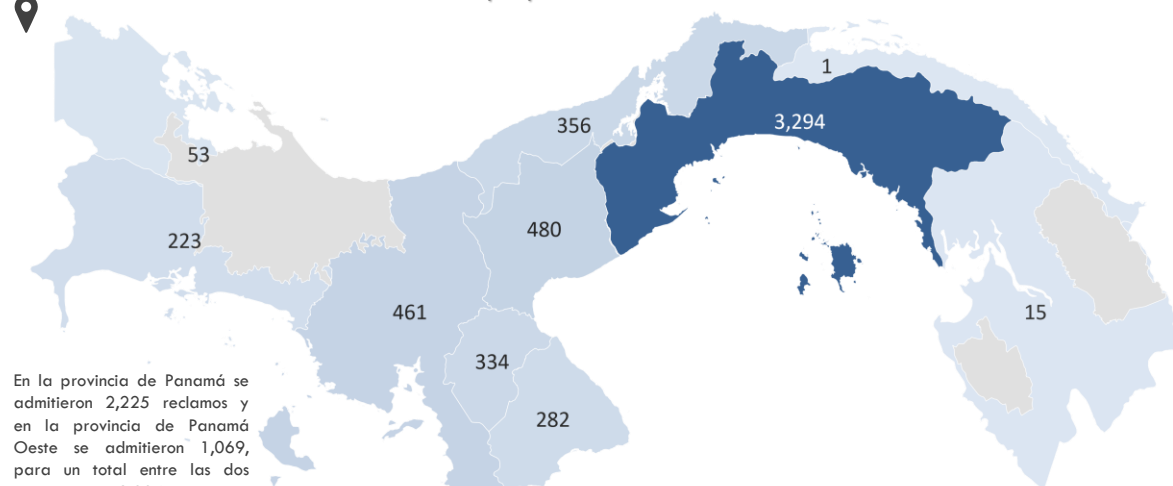 1
356
3,294
53
480
223
461
15
334
En la provincia de Panamá se
admitieron 2,225 reclamos y
en la provincia de Panamá
282
Oeste se admitieron 1,069,
para un total entre las dos